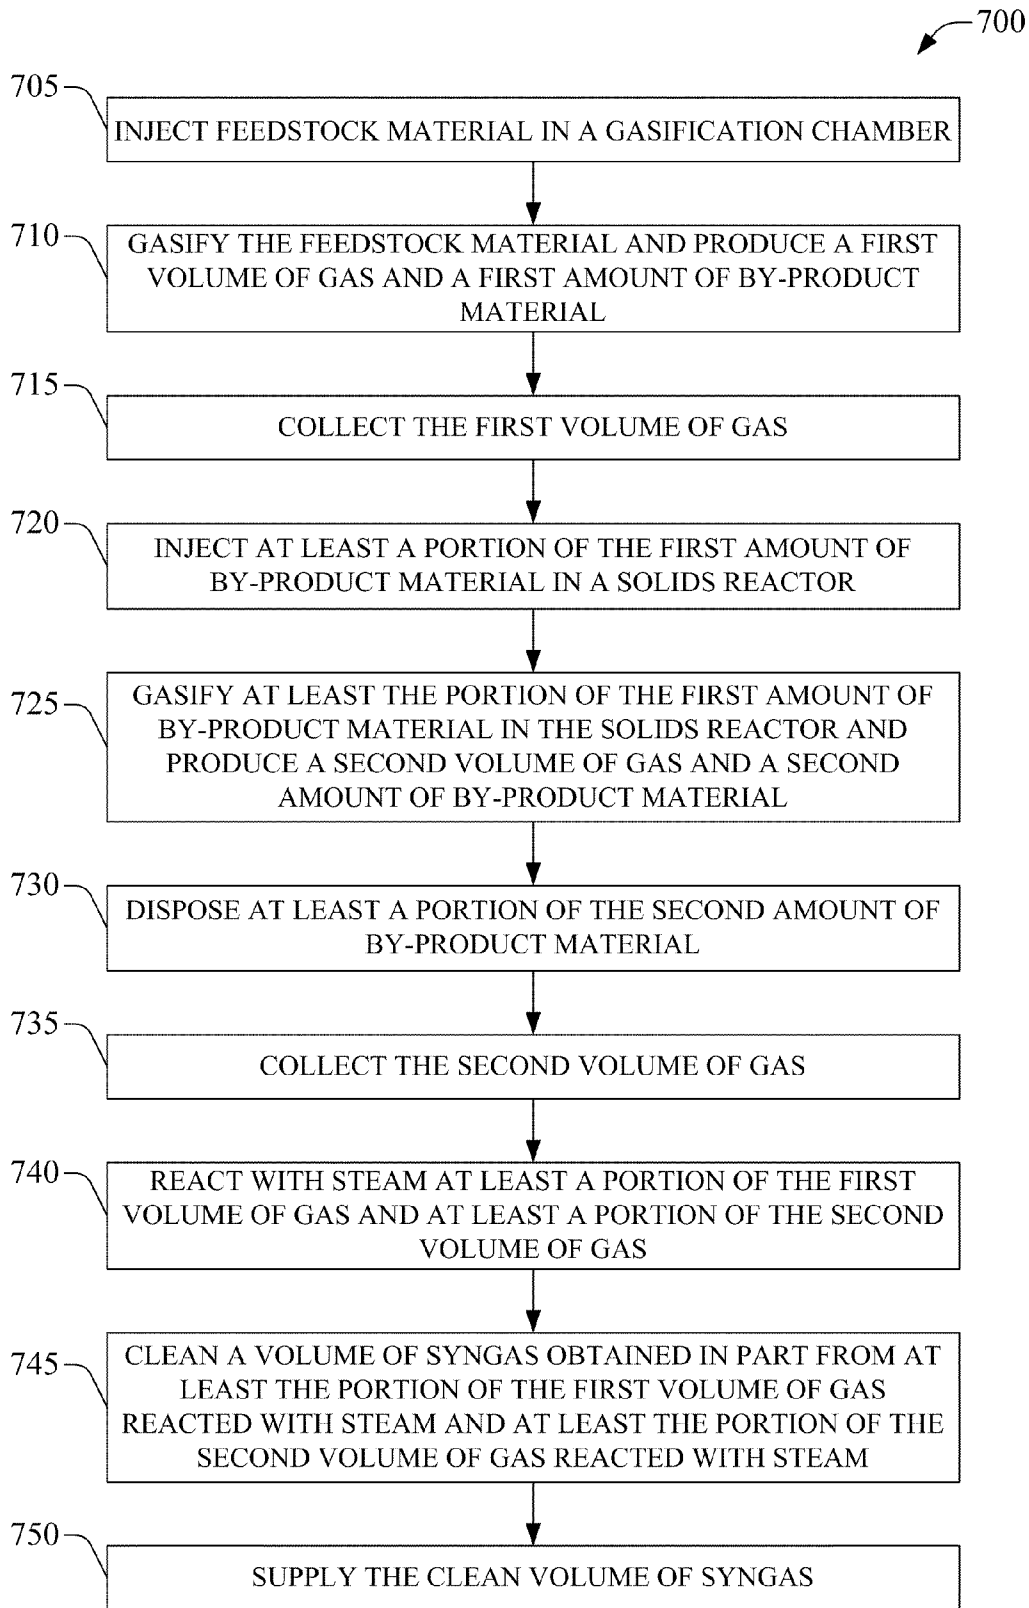 700
705
INJECT FEEDSTOCK MATERIAL IN A GASIFICATION CHAMBER
710
GASIFY THE FEEDSTOCK MATERIAL AND PRODUCE A FIRST
VOLUME OF GAS AND A FIRST AMOUNT OF BY-PRODUCT
MATERIAL
715
COLLECT THE FIRST VOLUME OF GAS
720
INJECT AT LEAST A PORTION OF THE FIRST AMOUNT OF
BY-PRODUCT MATERIAL IN A SOLIDS REACTOR
725
GASIFY AT LEAST THE PORTION OF THE FIRST AMOUNT OF
BY-PRODUCT MATERIAL IN THE SOLIDS REACTOR AND
PRODUCE A SECOND VOLUME OF GAS AND A SECOND
AMOUNT OF BY-PRODUCT MATERIAL
730
DISPOSE AT LEAST A PORTION OF THE SECOND AMOUNT OF
BY-PRODUCT MATERIAL
735
COLLECT THE SECOND VOLUME OF GAS
740
REACT WITH STEAM AT LEAST A PORTION OF THE FIRST
VOLUME OF GAS AND AT LEAST A PORTION OF THE SECOND
VOLUME OF GAS
745
CLEAN A VOLUME OF SYNGAS OBTAINED IN PART FROM AT
LEAST THE PORTION OF THE FIRST VOLUME OF GAS
REACTED WITH STEAM AND AT LEAST THE PORTION OF THE
SECOND VOLUME OF GAS REACTED WITH STEAM
750
SUPPLY THE CLEAN VOLUME OF SYNGAS